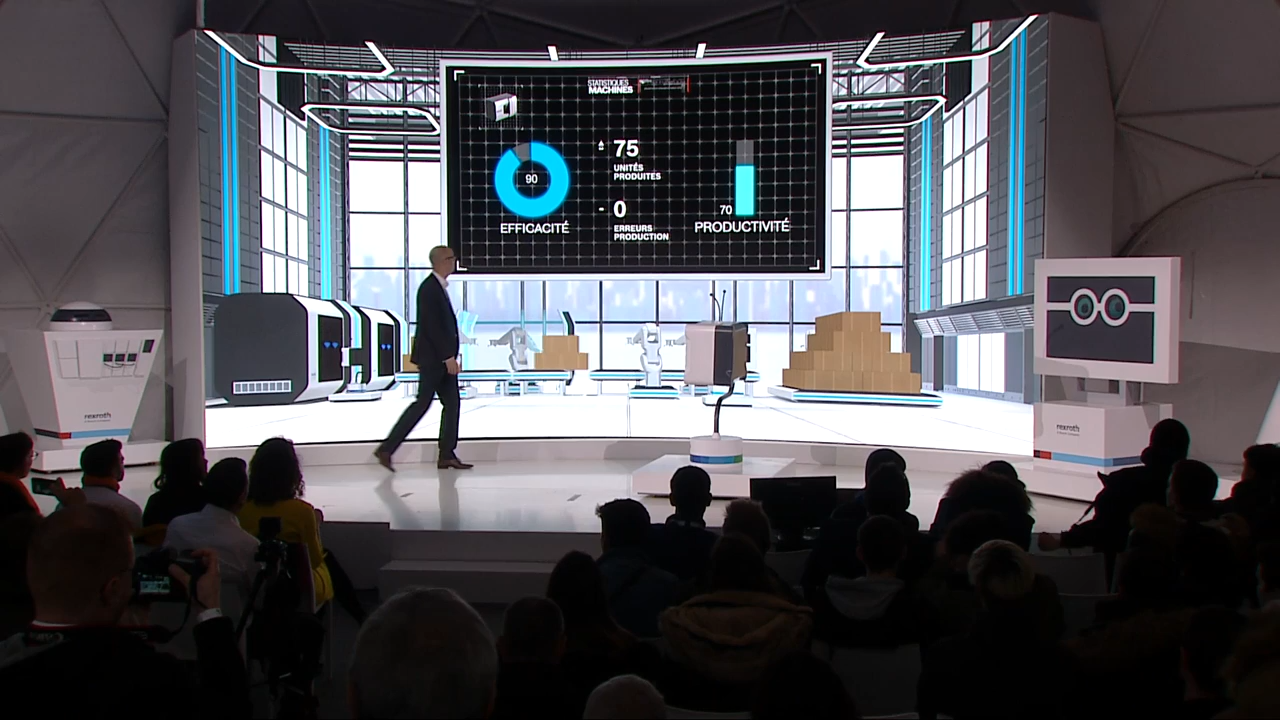 STATISTIQUES
MACHINES
90
EFFICACITÉ
75
UNITÉS
PRODUITES
0
ERREURS
PRODUCTION
70
PRODUCTIVITÉ
rexroth
rexroth